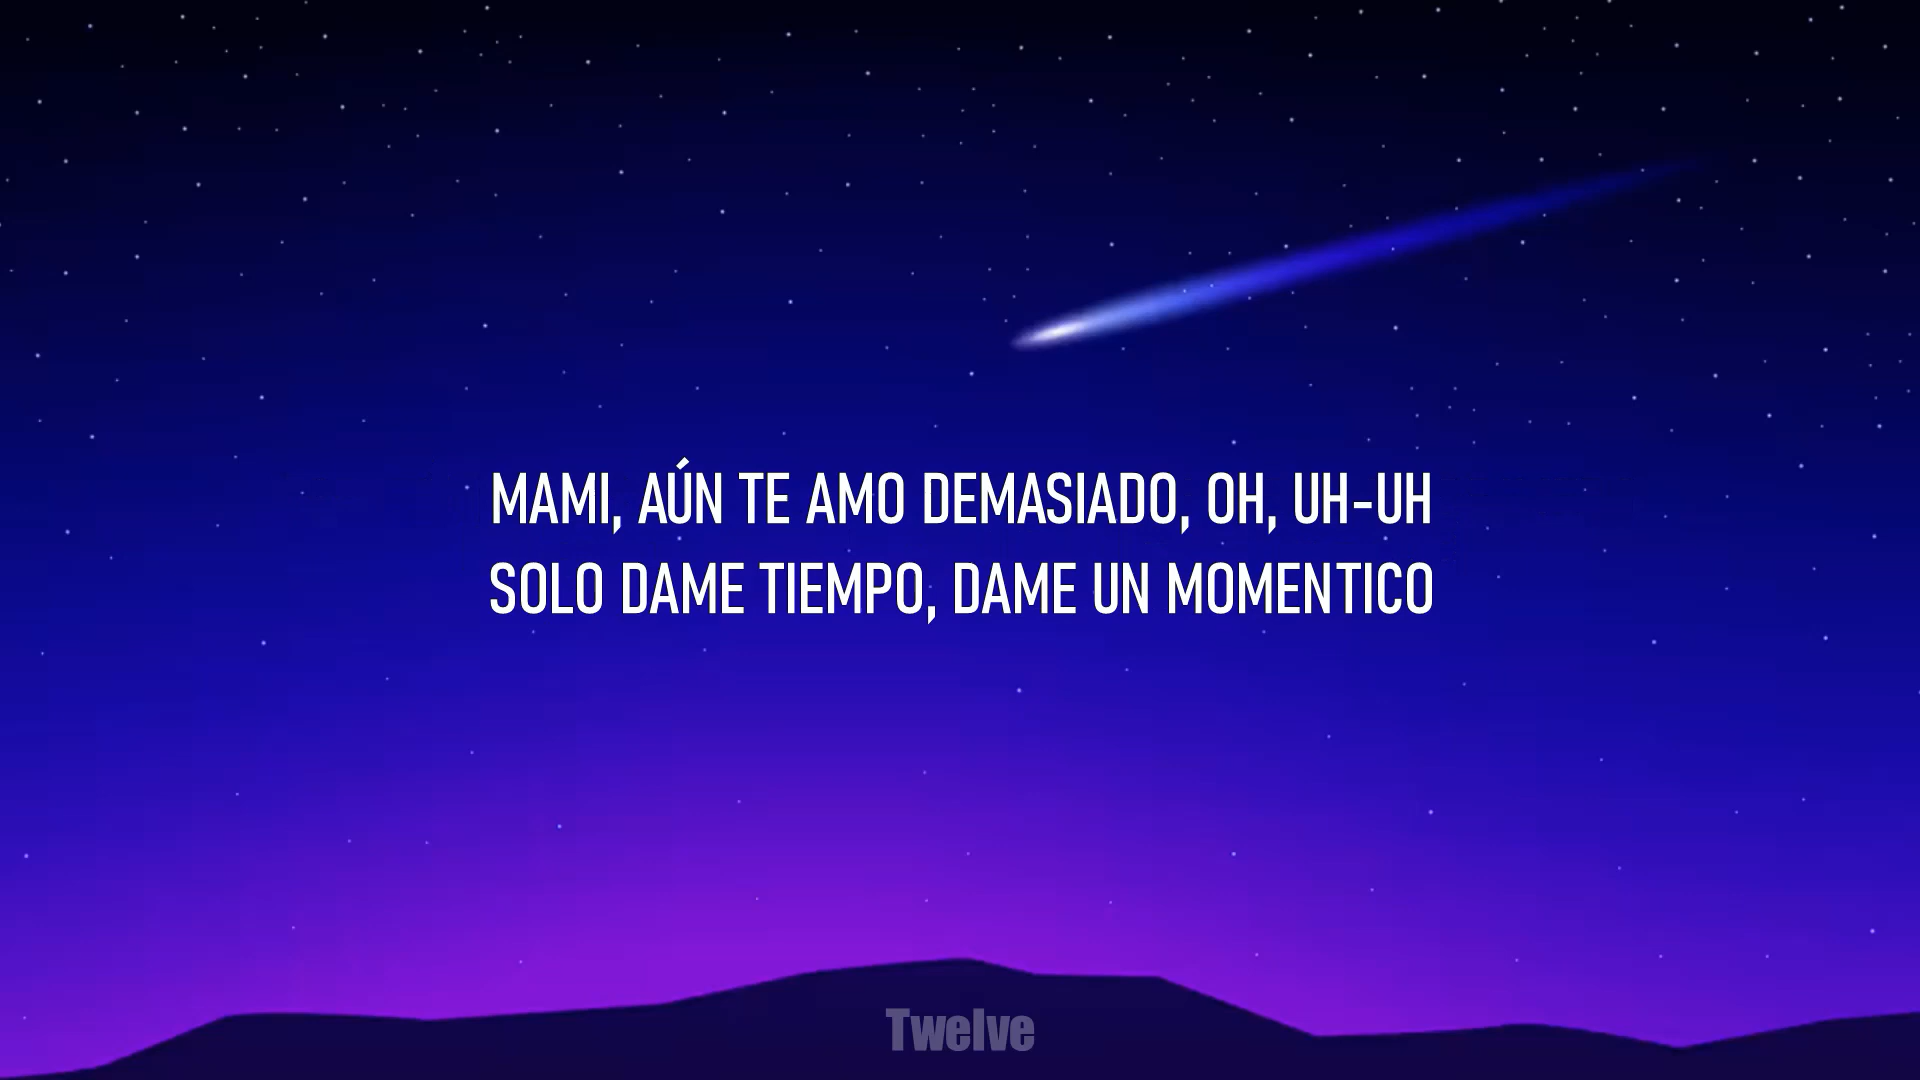 MAMI, AÚN TE AMO DEMASIADO, OH, UH-UH
SOLO DAME TIEMPO, DAME UN MOMENTICO
Twelve